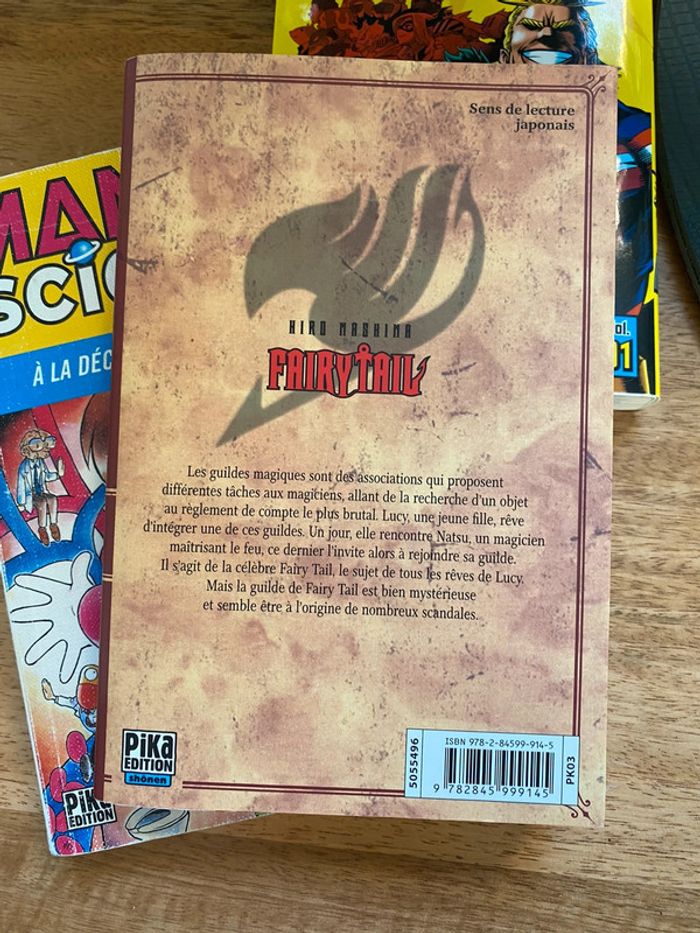 Sens de lecture
japonais
HIRO MASHIMA
FAIRY TAIL
Les guildes magiques sont des associations qui proposent
différentes tâches aux magiciens, allant de la recherche d'un objet
au règlement de compte le plus brutal. Lucy, une jeune fille, rêve
d'intégrer une de ces guildes. Un jour, elle rencontre Natsu, un magicien
maîtrisant le feu, ce dernier l'invite alors à rejoindre sa guilde.
Il s'agit de la célèbre Fairy Tail, le sujet de tous les rêves de Lucy.
Mais la guilde de Fairy Tail est bien mystérieuse
et semble être à l'origine de nombreux scandales.
PiKa
EDITION
shônen
5055496
ISBN 978-2-84599-914-5
9 782845 999145
PK03
MAN
SCIE
À LA DÉC
PiKa
EDITION
ol.
01